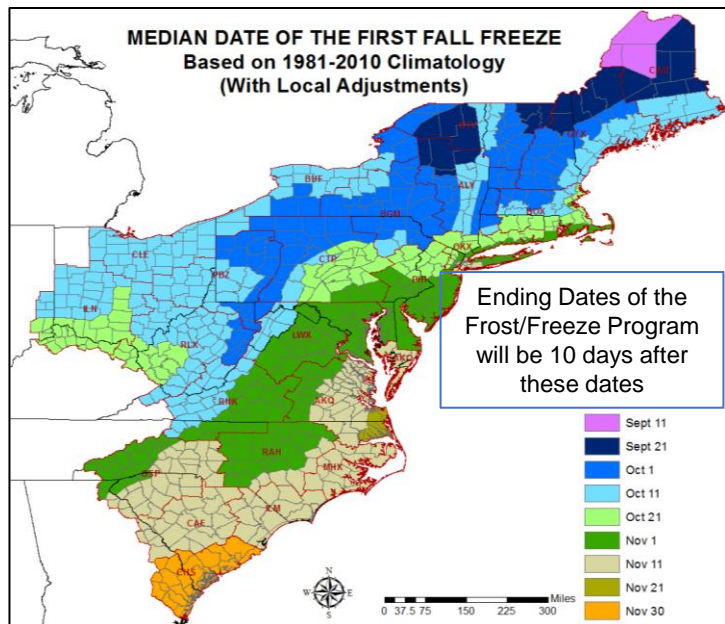 MEDIAN DATE OF THE FIRST FALL FREEZE
Based on 1981-2010 Climatology
(With Local Adjustments)
CAR
GYX
BUF
ALY
BGM
BOX
CLE
CTP
OKX
PBZ
PHI
ILN
LWX
RLX
AKQ
RNK
RAH
MHX
GSP
ILM
CAE
CHS
Ending Dates of the
Frost/Freeze Program
will be 10 days after
these dates
Sept 11
Sept 21
Oct 1
Oct 11
Oct 21
Nov 1
Nov 11
Nov 21
Nov 30
N
W E
S
Miles
0 37.5 75 150 225 300